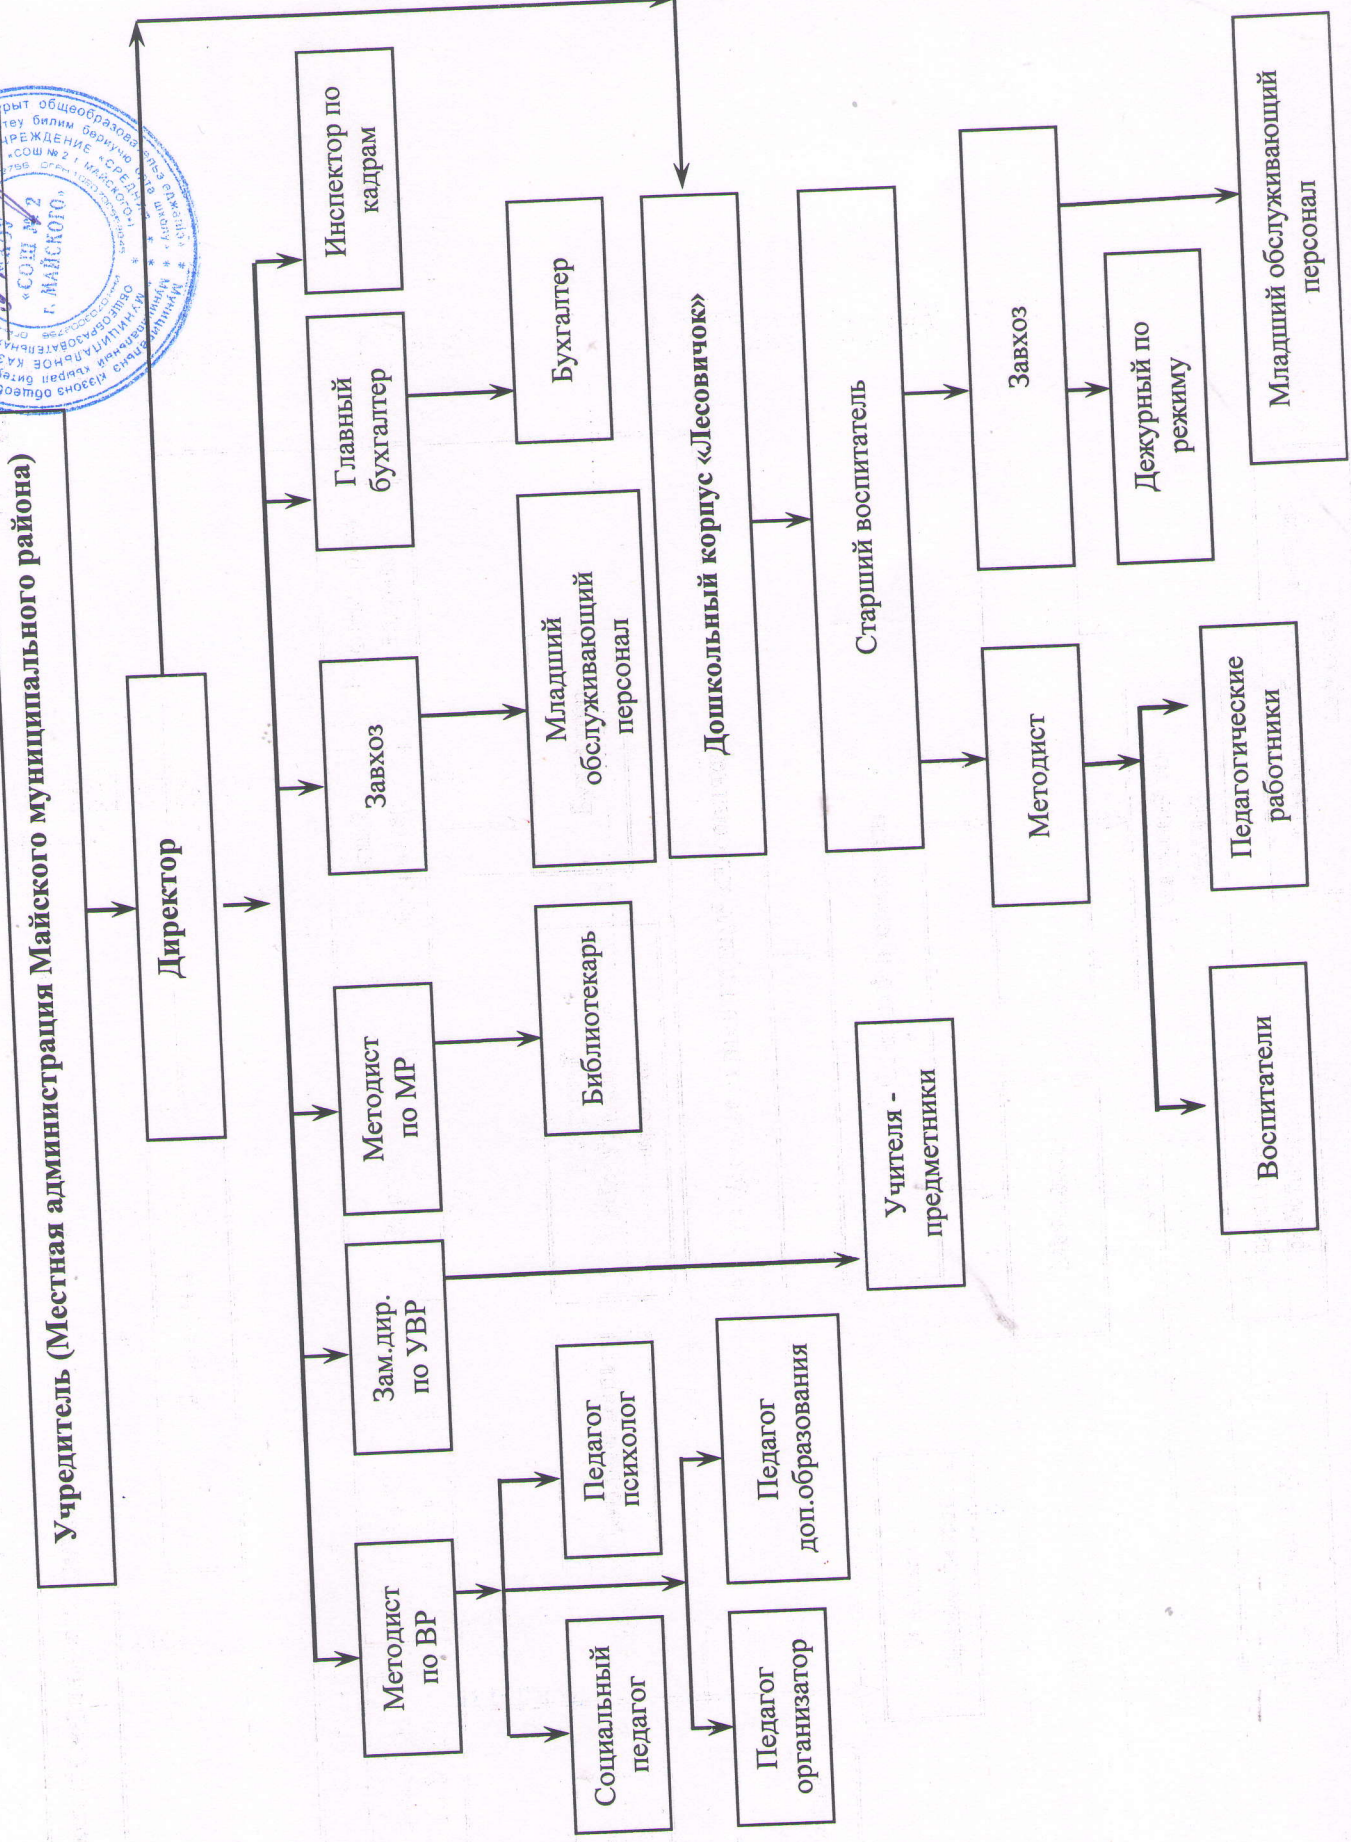 «СОШ № 2
г. МАЙСКОГО»
Учредитель (Местная администрация Майского муниципального района)
Директор
Методист
по ВР
Зам.дир.
по УВР
Методист
по МР
Завхоз
Главный
бухгалтер
Инспектор по
кадрам
Социальный
педагог
Педагог
психолог
Библиотекарь
Младший
обслуживающий
персонал
Бухгалтер
Педагог
организатор
Педагог
доп.образования
Учителя -
предметники
Дошкольный корпус «Лесовичок»
Старший воспитатель
Методист
Завхоз
Воспитатели
Педагогические
работники
Дежурный по
режиму
Младший обслуживающий
персонал